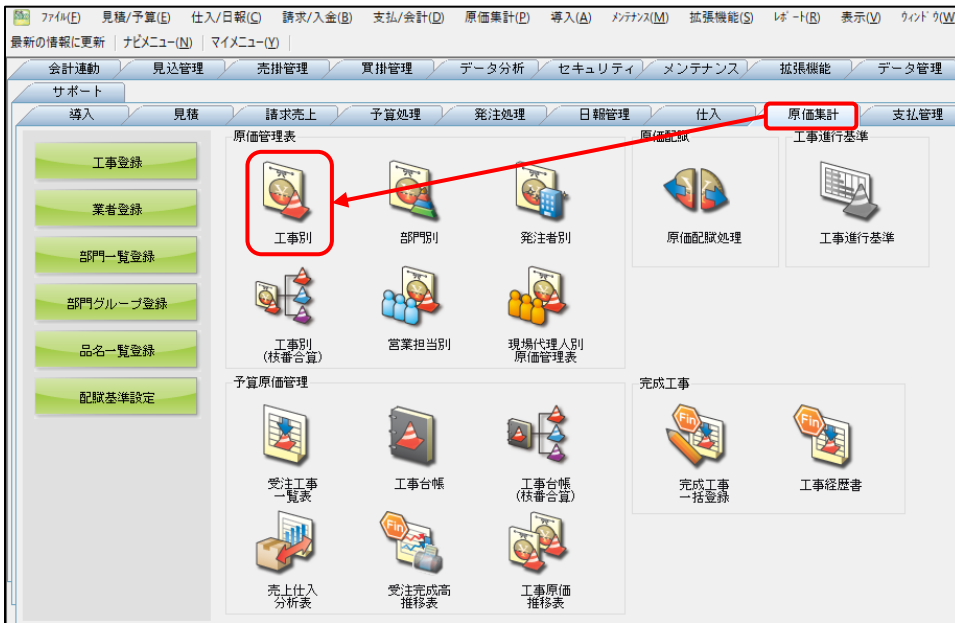 ファイル(F) 見積/予算(E) 仕入/日報(C) 請求/入金(B) 支払/会計(D) 原価集計(P) 導入(A) メンテナンス(M) 拡張機能(S) レポート(R) 表示(V) ウィンドウ(W
最新の情報に更新 ナビメニュー(N) マイメニュー(Y)
会計連動 見込管理 売掛管理 買掛管理 データ分析 セキュリティ メンテナンス 拡張機能 データ管理
サポート
導入 見積 請求売上 予算処理 発注処理 日報管理 仕入 原価集計 支払管理
工事登録
業者登録
部門一覧登録
部門グループ登録
品名一覧登録
配賦基準設定
原価管理表
工事別
部門別
発注者別
工事別
(枝番合算)
営業担当別
現場代理人別
原価管理表
原価配賦
原価配賦処理
工事進行基準
工事進行基準
予算原価管理
受注工事
一覧表
工事台帳
工事台帳
(枝番合算)
売上仕入
分析表
受注完成高
推移表
工事原価
推移表
完成工事
完成工事
一括登録
工事経歴書